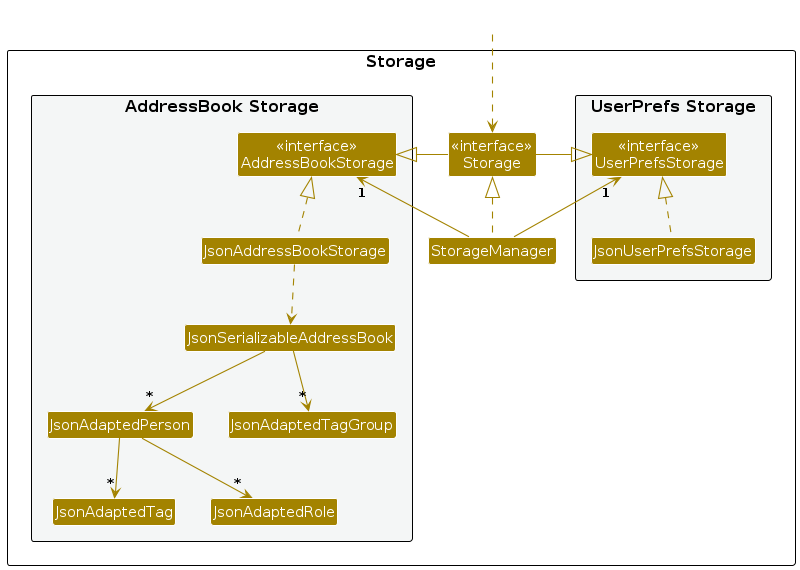 Storage
AddressBook Storage
UserPrefs Storage
«interface»
AddressBookStorage
«interface»
Storage
«interface»
UserPrefsStorage
1
1
JsonAddressBookStorage
StorageManager
JsonUserPrefsStorage
JsonSerializableAddressBook
*
*
JsonAdaptedPerson
JsonAdaptedTagGroup
*
*
JsonAdaptedTag
JsonAdaptedRole